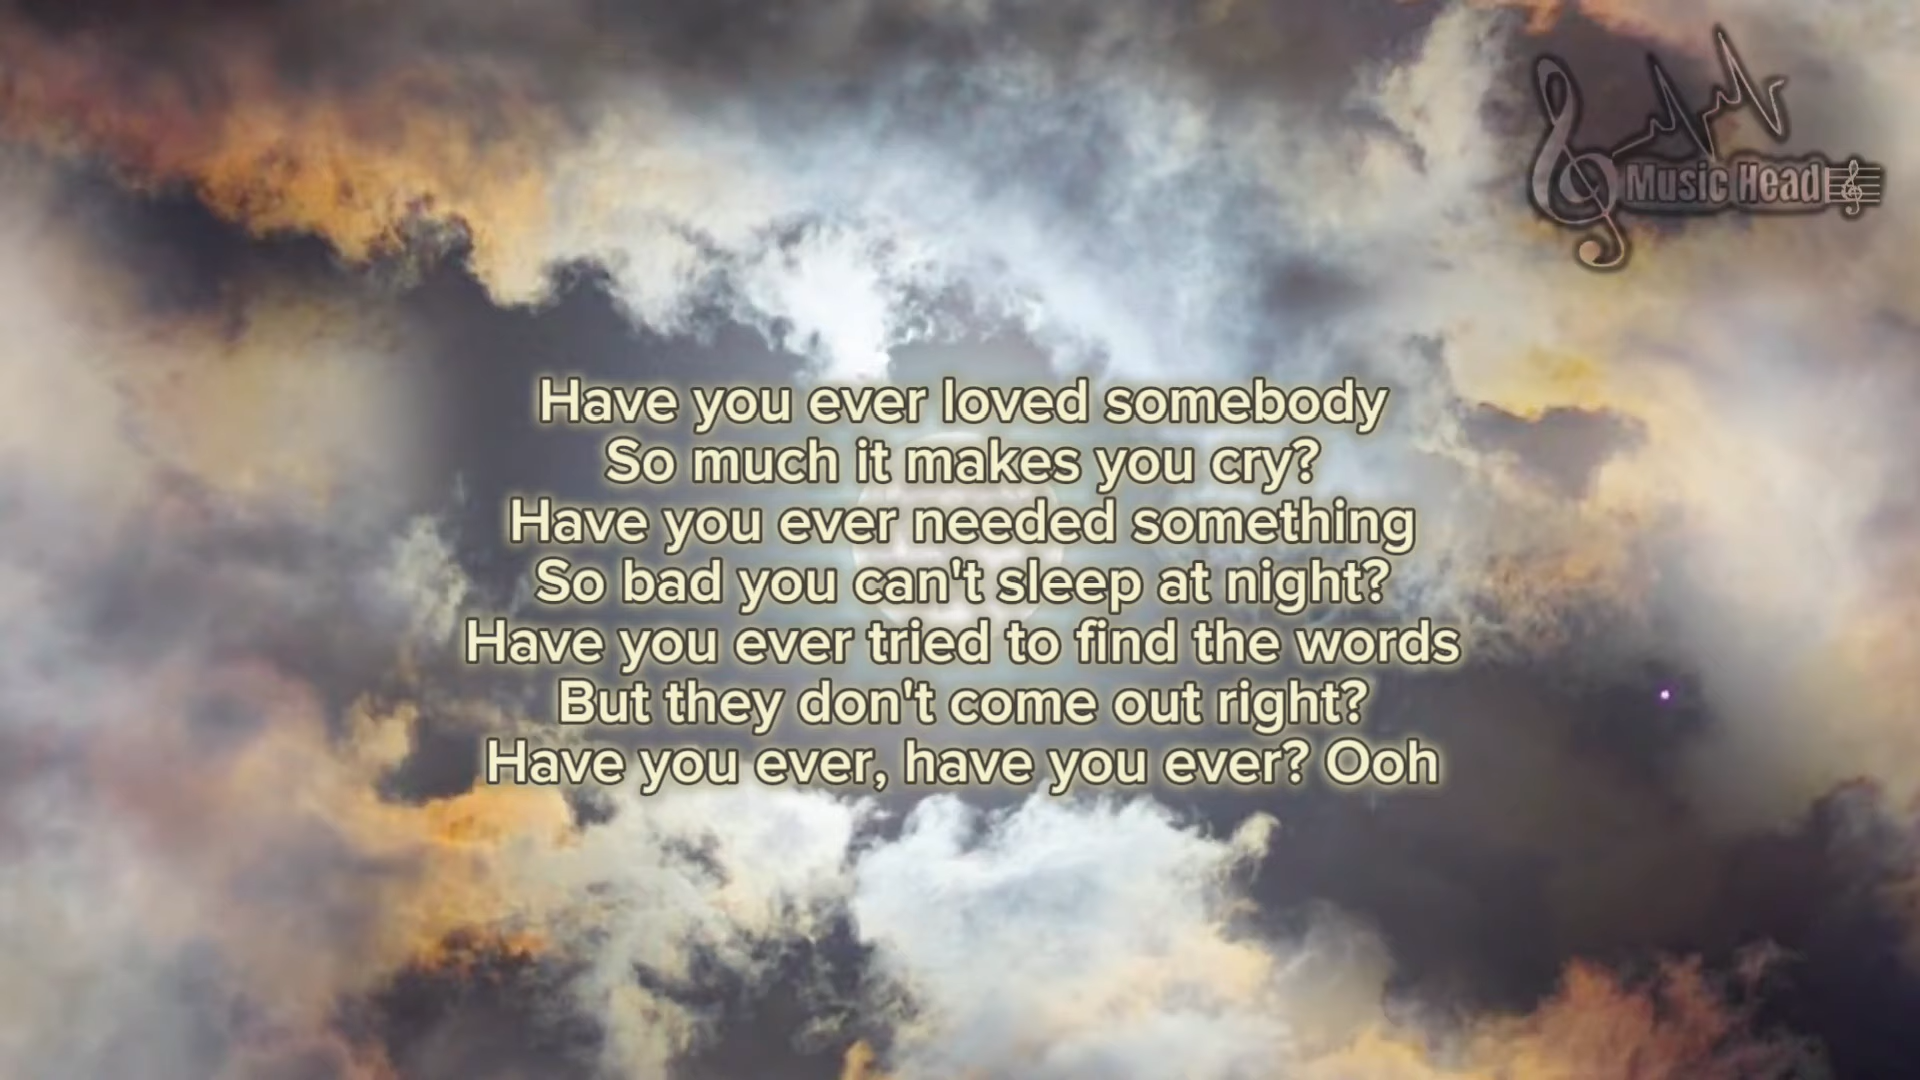 Music Head
Have you ever loved somebody
So much it makes you cry?
Have you ever needed something
So bad you can't sleep at night?
Have you ever tried to find the words
But they don't come out right?
Have you ever, have you ever? Ooh